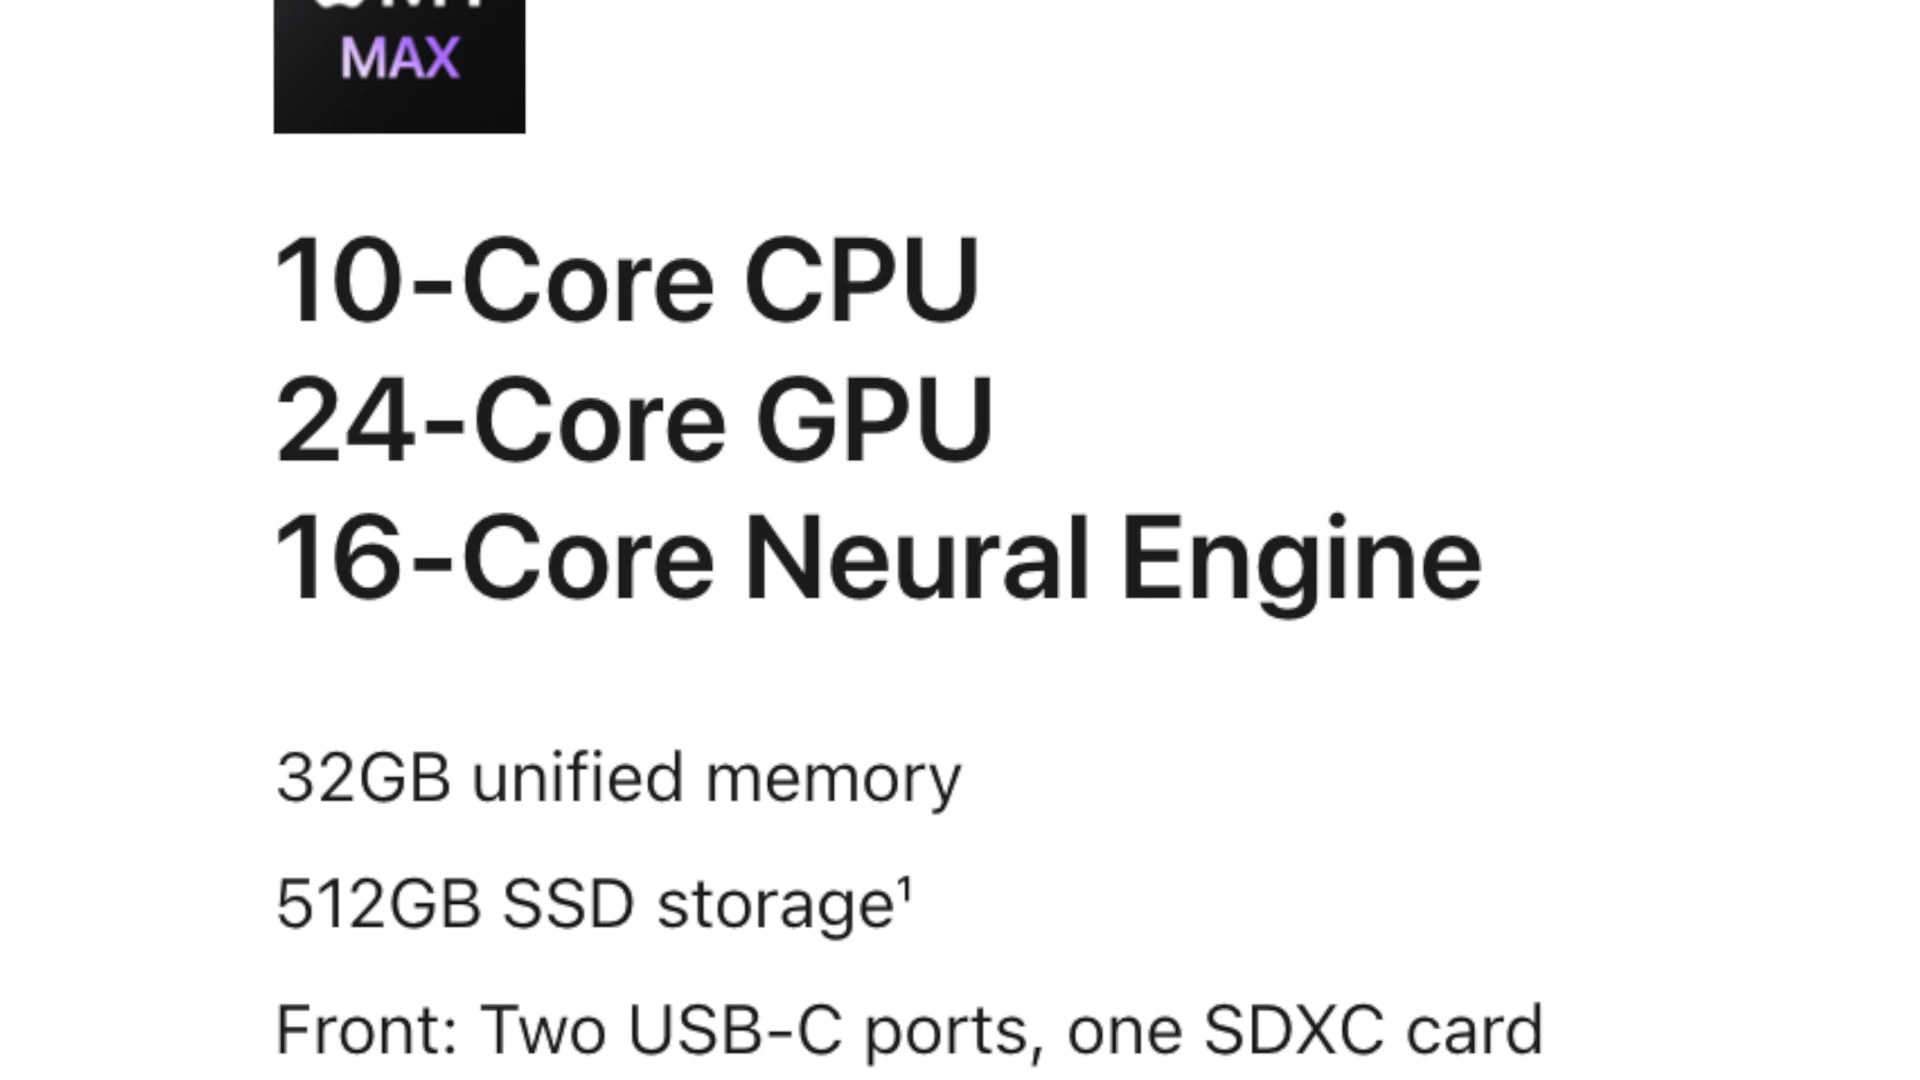 MAX
10-Core CPU
24-Core GPU
16-Core Neural Engine
32GB unified memory
512GB SSD storage¹
Front: Two USB-C ports, one SDXC card